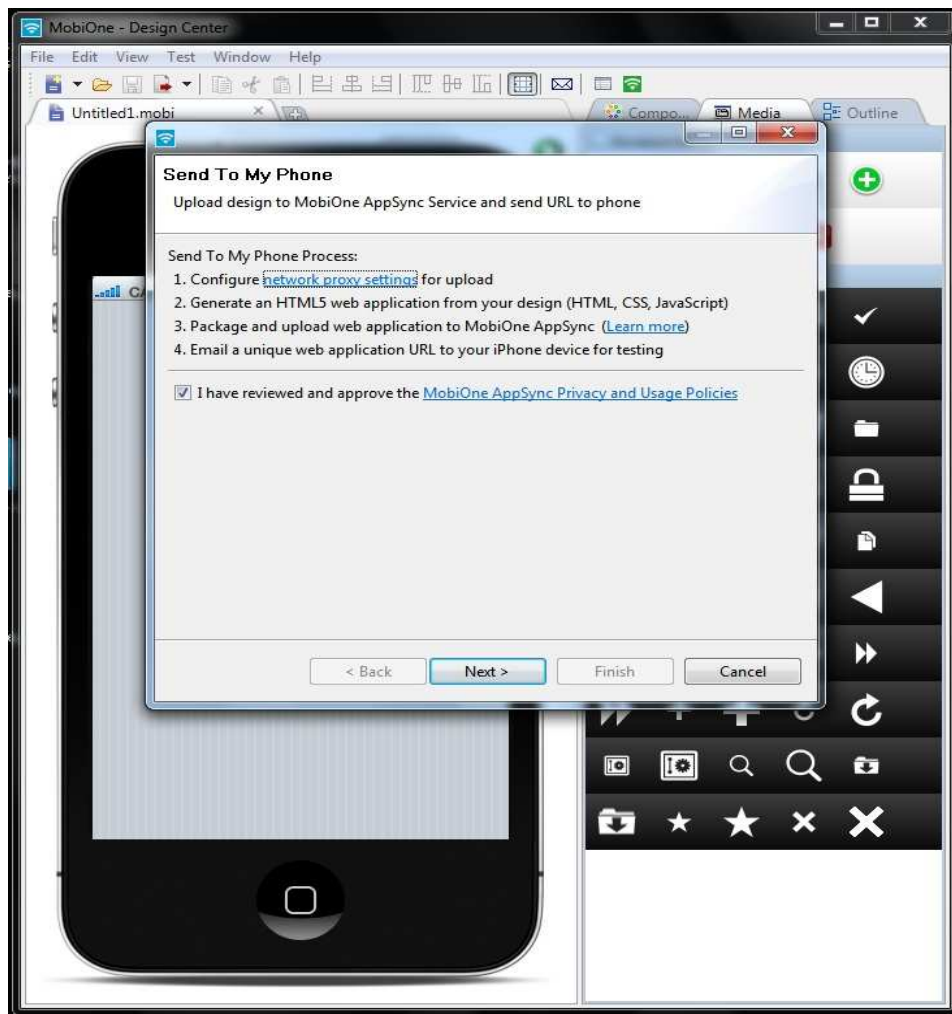 MobiOne - Design Center
File Edit View Test Window Help
Untitled1.mobi
Compo... Media Outline
Send To My Phone
Upload design to MobiOne AppSync Service and send URL to phone
Send To My Phone Process:
1. Configure network proxy settings for upload
2. Generate an HTML5 web application from your design (HTML, CSS, JavaScript)
3. Package and upload web application to MobiOne AppSync (Learn more)
4. Email a unique web application URL to your iPhone device for testing
I have reviewed and approve the MobiOne AppSync Privacy and Usage Policies
< Back Next > Finish Cancel